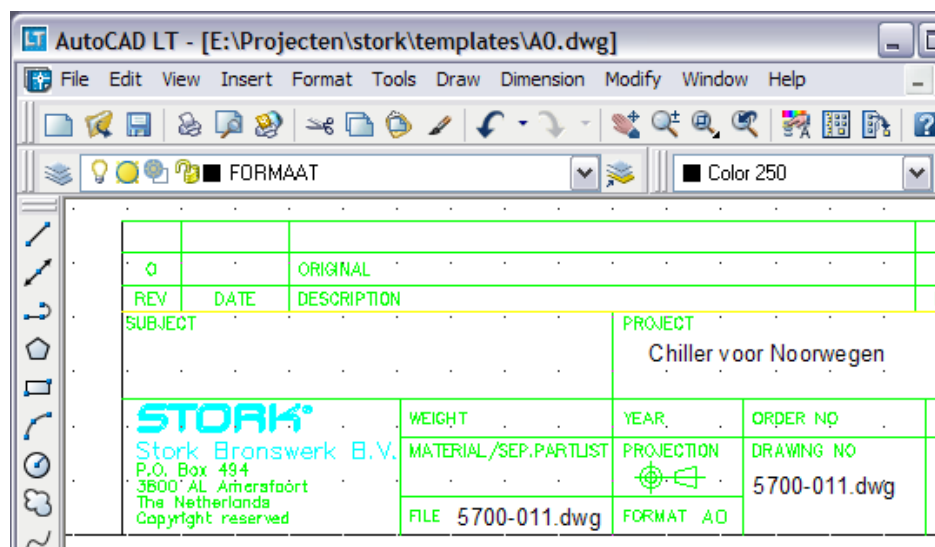 AutoCAD LT - [E:\Projecten\stork\templates\A0.dwg]
File Edit View Insert Format Tools Draw Dimension Modify Window Help
FORMAAT
Color 250
0 ORIGINAL
REV DATE DESCRIPTION
SUBJECT PROJECT
Chiller voor Noorwegen
STORK WEIGHT YEAR ORDER NO
Stork Bronswerk B.V. MATERIAL/SEP.PARTLIST PROJECTION DRAWING NO
P.O. Box 494
3800 AL Amersfoort 5700-011.dwg
The Netherlands
Copyright reserved FILE 5700-011.dwg FORMAT A0